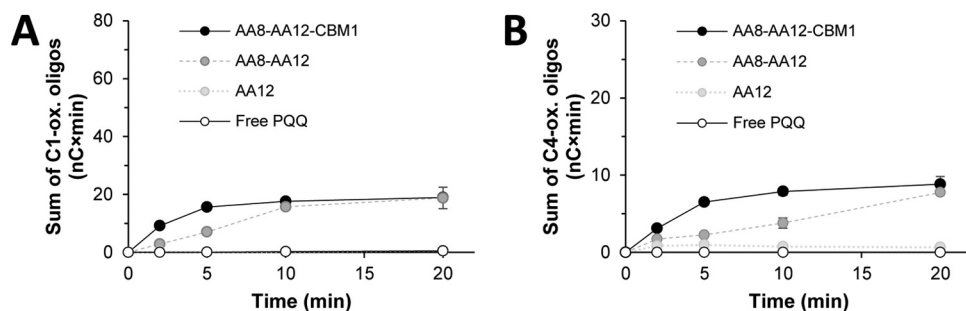 A
Sum of C1-ox. oligos
(nC×min)
80
60
40
20
0
AA8-AA12-CBM1
AA8-AA12
AA12
Free PQQ
0 5 10 15 20
Time (min)
B
Sum of C4-ox. oligos
(nC×min)
30
20
10
0
AA8-AA12-CBM1
AA8-AA12
AA12
Free PQQ
0 5 10 15 20
Time (min)